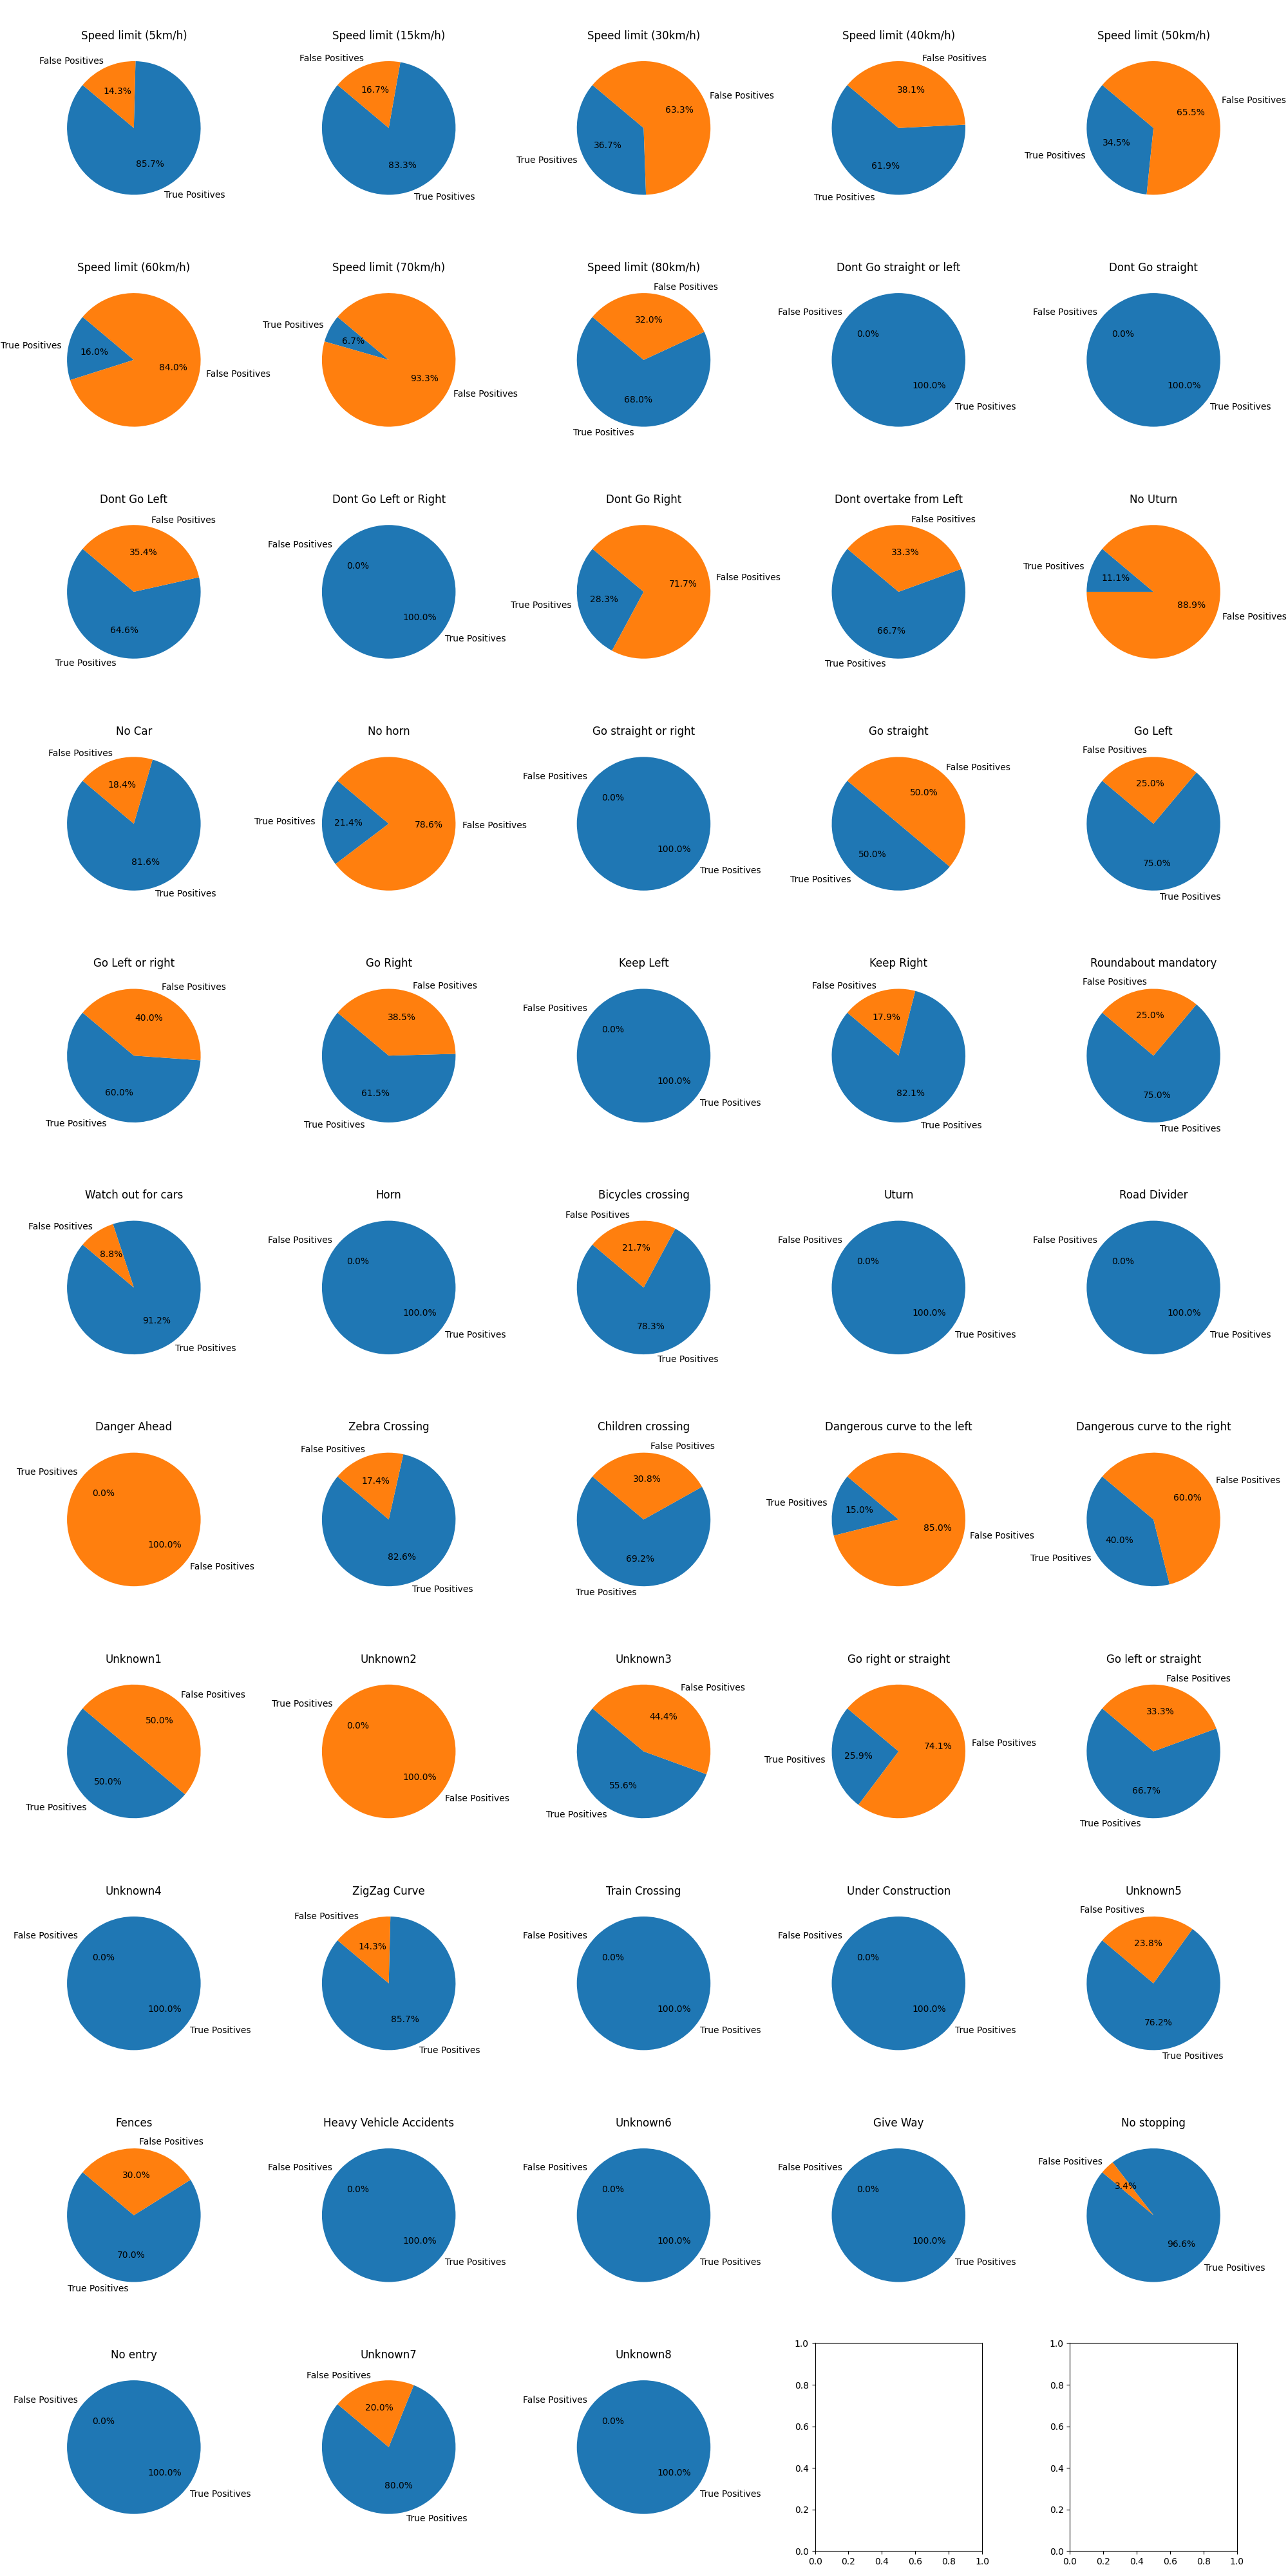 Speed limit (5km/h)
Speed limit (15km/h)
Speed limit (30km/h)
Speed limit (40km/h)
Speed limit (50km/h)
False Positives
14.3%
85.7%
True Positives
False Positives
16.7%
83.3%
True Positives
False Positives
63.3%
36.7%
True Positives
False Positives
38.1%
61.9%
True Positives
False Positives
65.5%
34.5%
True Positives
Speed limit (60km/h)
Speed limit (70km/h)
Speed limit (80km/h)
Dont Go straight or left
Dont Go straight
True Positives
16.0%
84.0%
False Positives
True Positives
6.7%
93.3%
False Positives
False Positives
32.0%
68.0%
True Positives
False Positives
0.0%
100.0%
True Positives
False Positives
0.0%
100.0%
True Positives
Dont Go Left
Dont Go Left or Right
Dont Go Right
Dont overtake from Left
No Uturn
False Positives
35.4%
64.6%
True Positives
False Positives
0.0%
100.0%
True Positives
False Positives
71.7%
28.3%
True Positives
False Positives
33.3%
66.7%
True Positives
True Positives
11.1%
88.9%
False Positives
No Car
No horn
Go straight or right
Go straight
Go Left
False Positives
18.4%
81.6%
True Positives
True Positives
21.4%
78.6%
False Positives
False Positives
0.0%
100.0%
True Positives
False Positives
50.0%
50.0%
True Positives
False Positives
25.0%
75.0%
True Positives
Go Left or right
Go Right
Keep Left
Keep Right
Roundabout mandatory
False Positives
40.0%
60.0%
True Positives
False Positives
38.5%
61.5%
True Positives
False Positives
0.0%
100.0%
True Positives
False Positives
17.9%
82.1%
True Positives
False Positives
25.0%
75.0%
True Positives
Watch out for cars
Horn
Bicycles crossing
Uturn
Road Divider
False Positives
8.8%
91.2%
True Positives
False Positives
0.0%
100.0%
True Positives
False Positives
21.7%
78.3%
True Positives
False Positives
0.0%
100.0%
True Positives
False Positives
0.0%
100.0%
True Positives
Danger Ahead
Zebra Crossing
Children crossing
Dangerous curve to the left
Dangerous curve to the right
True Positives
0.0%
100.0%
False Positives
False Positives
17.4%
82.6%
True Positives
False Positives
30.8%
69.2%
True Positives
True Positives
15.0%
85.0%
False Positives
False Positives
60.0%
40.0%
True Positives
Unknown1
Unknown2
Unknown3
Go right or straight
Go left or straight
False Positives
50.0%
50.0%
True Positives
True Positives
0.0%
100.0%
False Positives
False Positives
44.4%
55.6%
True Positives
False Positives
74.1%
25.9%
True Positives
False Positives
33.3%
66.7%
True Positives
Unknown4
ZigZag Curve
Train Crossing
Under Construction
Unknown5
False Positives
0.0%
100.0%
True Positives
False Positives
14.3%
85.7%
True Positives
False Positives
0.0%
100.0%
True Positives
False Positives
0.0%
100.0%
True Positives
False Positives
23.8%
76.2%
True Positives
Fences
Heavy Vehicle Accidents
Unknown6
Give Way
No stopping
False Positives
30.0%
70.0%
True Positives
False Positives
0.0%
100.0%
True Positives
False Positives
0.0%
100.0%
True Positives
False Positives
0.0%
100.0%
True Positives
False Positives
3.4%
96.6%
True Positives
No entry
Unknown7
Unknown8
False Positives
0.0%
100.0%
True Positives
False Positives
20.0%
80.0%
True Positives
False Positives
0.0%
100.0%
True Positives
1.0
0.8
0.6
0.4
0.2
0.0
0.0 0.2 0.4 0.6 0.8 1.0
1.0
0.8
0.6
0.4
0.2
0.0
0.0 0.2 0.4 0.6 0.8 1.0